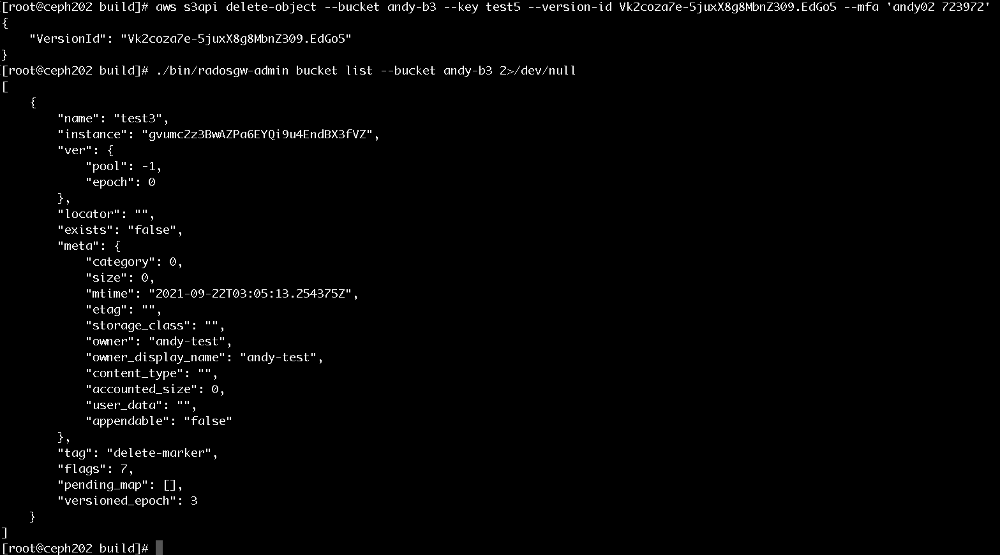 [root@ceph202 build]# aws s3api delete-object --bucket andy-b3 --key test5 --version-id Vk2coza7e-5juxX8g8MbnZ309.EdGo5 --mfa 'andy02 723972'
{
    "VersionId": "Vk2coza7e-5juxX8g8MbnZ309.EdGo5"
}
[root@ceph202 build]# ./bin/radosgw-admin bucket list --bucket andy-b3 2>/dev/null
[
    {
        "name": "test3",
        "instance": "gvumc2z3BwAZPa6EYQi9u4EndBX3fVZ",
        "ver": {
            "pool": -1,
            "epoch": 0
        },
        "locator": "",
        "exists": "false",
        "meta": {
            "category": 0,
            "size": 0,
            "mtime": "2021-09-22T03:05:13.254375Z",
            "etag": "",
            "storage_class": "",
            "owner": "andy-test",
            "owner_display_name": "andy-test",
            "content_type": "",
            "accounted_size": 0,
            "user_data": "",
            "appendable": "false"
        },
        "tag": "delete-marker",
        "flags": 7,
        "pending_map": [],
        "versioned_epoch": 3
    }
]
[root@ceph202 build]#